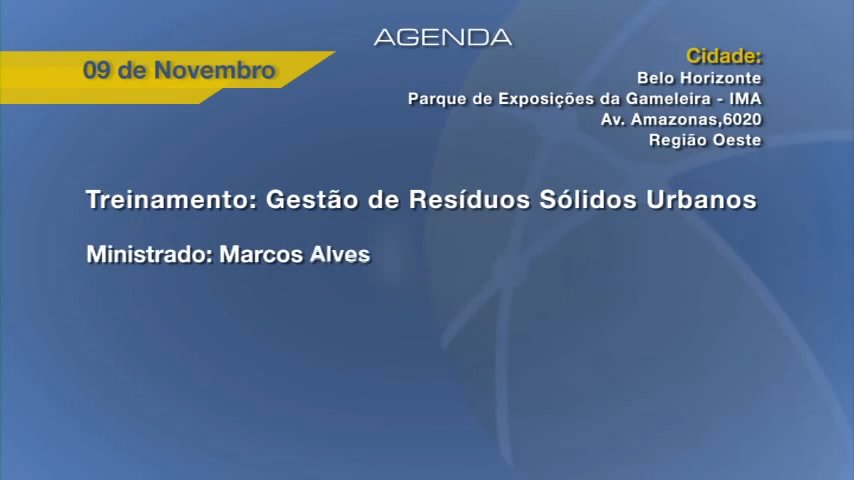 AGENDA
09 de Novembro
Cidade:
Belo Horizonte
Parque de Exposições da Gameleira - IMA
Av. Amazonas,6020
Região Oeste
Treinamento: Gestão de Resíduos Sólidos Urbanos
Ministrado: Marcos Alves